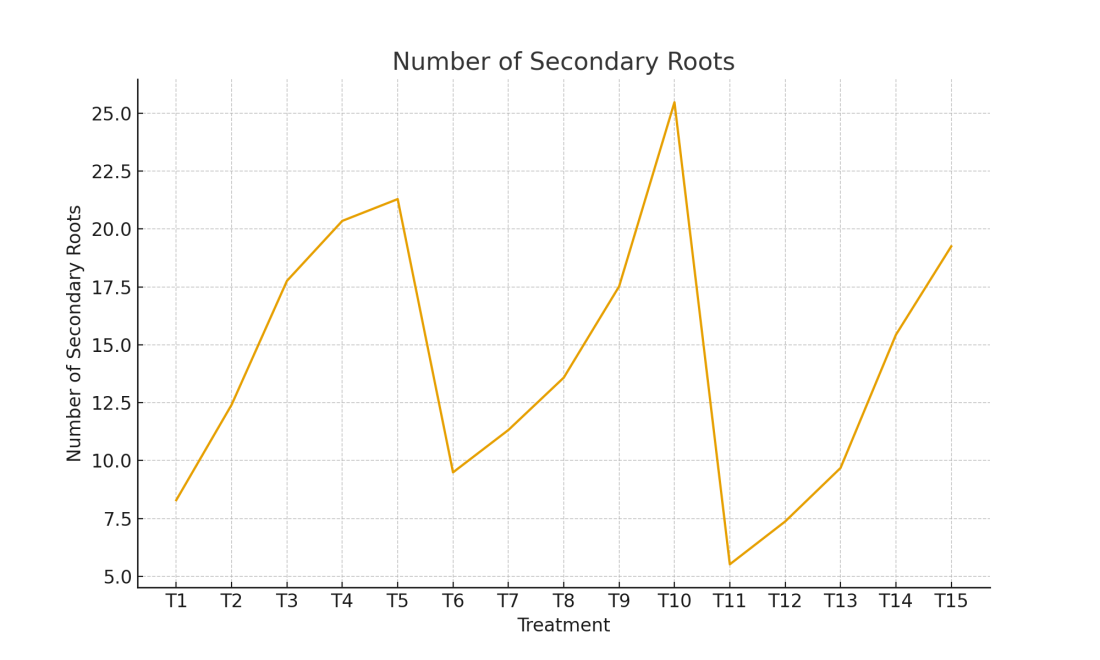 Number of Secondary Roots
Number of Secondary Roots
25.0
22.5
20.0
17.5
15.0
12.5
10.0
7.5
5.0
T1 T2 T3 T4 T5 T6 T7 T8 T9 T10 T11 T12 T13 T14 T15
Treatment